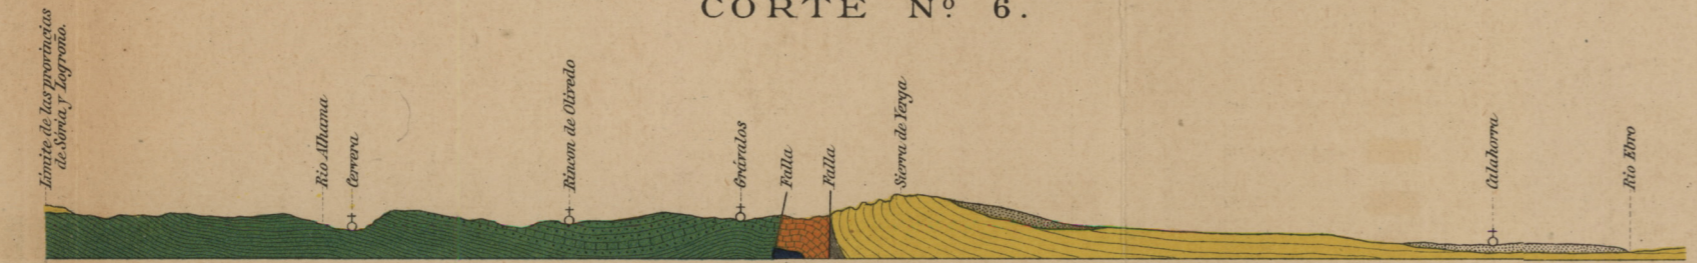 CORTE Nº 6.
Límite de las provincias
de Sória y Logroño.
Rio Alhama
Cervera
Rincon de Olivedo
Grávalos
Falla
Falla
Sierra de Yerga
Calahorra
Rio Ebro